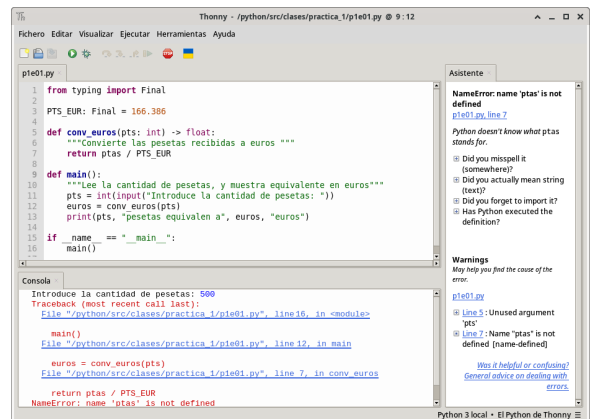 Thonny - /python/src/clases/practica_1/p1e01.py @ 9 : 12
Fichero Editar Visualizar Ejecutar Herramientas Ayuda
p1e01.py
1 from typing import Final
2
3 PTS_EUR: Final = 166.386
4
5 def conv_euros(pts: int) -> float:
6 """Convierte las pesetas recibidas a euros """
7 return ptas / PTS_EUR
8
9 def main():
10 """Lee la cantidad de pesetas, y muestra equivalente en euros"""
11 pts = int(input("Introduce la cantidad de pesetas: "))
12 euros = conv_euros(pts)
13 print(pts, "pesetas equivalen a", euros, "euros")
14
15 if __name__ == "__main__":
16 main()
Consola
Introduce la cantidad de pesetas: 500
Traceback (most recent call last):
File "/python/src/clases/practica_1/p1e01.py", line 16, in <module>
main()
File "/python/src/clases/practica_1/p1e01.py", line 12, in main
euros = conv_euros(pts)
File "/python/src/clases/practica_1/p1e01.py", line 7, in conv_euros
return ptas / PTS_EUR
NameError: name 'ptas' is not defined
Asistente
NameError: name 'ptas' is not
defined
p1e01.py, line 7
Python doesn't know what ptas
stands for.
Did you misspell it
(somewhere)?
Did you actually mean string
(text)?
Did you forget to import it?
Has Python executed the
definition?
Warnings
May help you find the cause of the
error.
p1e01.py
Line 5 : Unused argument
'pts'
Line 7 : Name "ptas" is not
defined [name-defined]
Was it helpful or confusing?
General advice on dealing with
errors.
Python 3 local • El Python de Thonny ☰